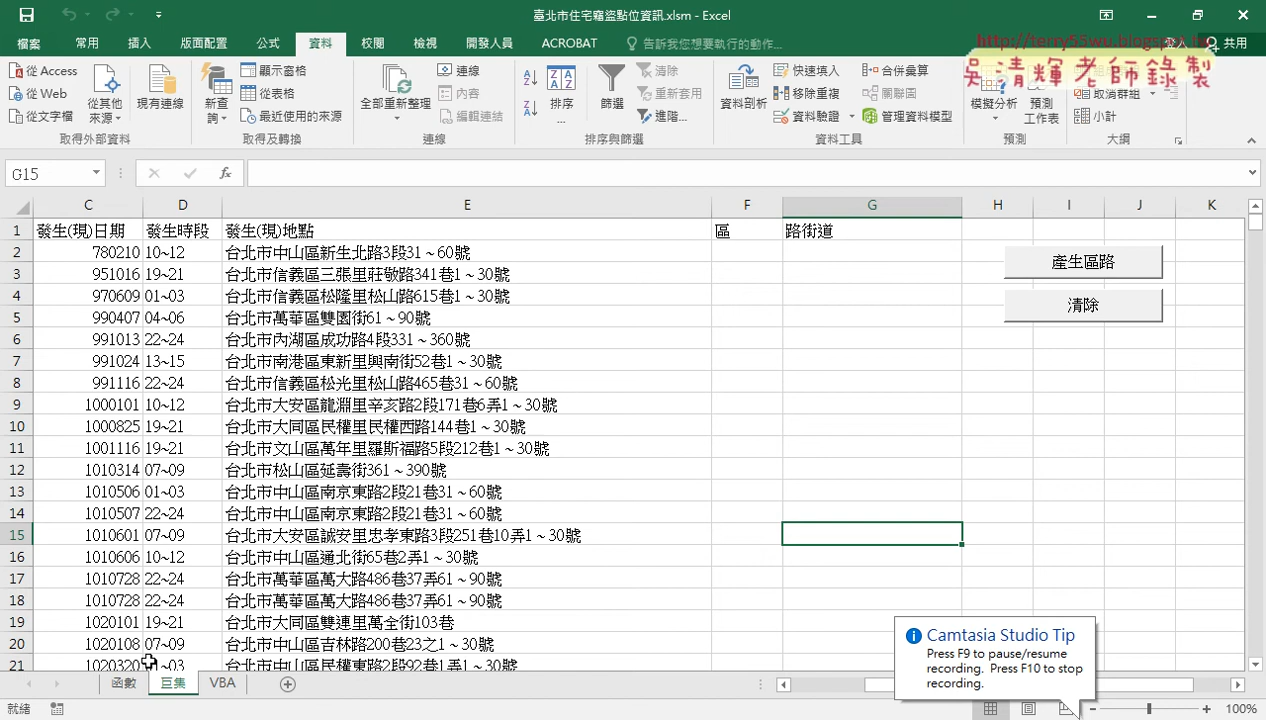 臺北市住宅竊盜點位資訊.xlsm - Excel
http://terry55wu.blogspot.tw
吳清輝老師錄製
檔案 常用 插入 版面配置 公式 資料 校閱 檢視 開發人員 ACROBAT 告訴我您想要執行的動作... 登入 共用
從 Access 從 Web 從文字檔 從其他來源 現有連線
取得外部資料
新查詢 顯示窗格 從表格 最近使用的來源
取得及轉換
全部重新整理 連線 內容 編輯連結
連線
排序... 篩選 清除 重新套用 進階...
排序與篩選
資料剖析 快速填入 移除重複 資料驗證 合併彙算 關聯圖 管理資料模型
資料工具
模擬分析 預測工作表
預測
取消群組 小計
大綱
G15 fx
C D E F G H I J K
1 發生(現)日期 發生時段 發生(現)地點 區 路街道
2 780210 10~12 台北市中山區新生北路3段31～60號
3 951016 19~21 台北市信義區三張里莊敬路341巷1～30號
4 970609 01~03 台北市信義區松隆里松山路615巷1～30號
5 990407 04~06 台北市萬華區雙園街61～90號
6 991013 22~24 台北市內湖區成功路4段331～360號
7 991024 13~15 台北市南港區東新里興南街52巷1～30號
8 991116 22~24 台北市信義區松光里松山路465巷31～60號
9 1000101 10~12 台北市大安區龍淵里辛亥路2段171巷6弄1～30號
10 1000825 19~21 台北市大同區民權里民權西路144巷1～30號
11 1001116 19~21 台北市文山區萬年里羅斯福路5段212巷1～30號
12 1010314 07~09 台北市松山區延壽街361～390號
13 1010506 01~03 台北市中山區南京東路2段21巷31～60號
14 1010507 22~24 台北市中山區南京東路2段21巷31～60號
15 1010601 07~09 台北市大安區誠安里忠孝東路3段251巷10弄1～30號
16 1010606 10~12 台北市中山區通北街65巷2弄1～30號
17 1010728 22~24 台北市萬華區萬大路486巷37弄61～90號
18 1010728 22~24 台北市萬華區萬大路486巷37弄61～90號
19 1020101 19~21 台北市大同區雙連里萬全街103巷
20 1020108 07~09 台北市中山區吉林路200巷23之1～30號
21 1020320 ~03 台北市中山區民權東路2段92巷1弄1～30號
產生區路
清除
Camtasia Studio Tip
Press F9 to pause/resume
recording. Press F10 to stop
recording.
函數 巨集 VBA
就緒 100%